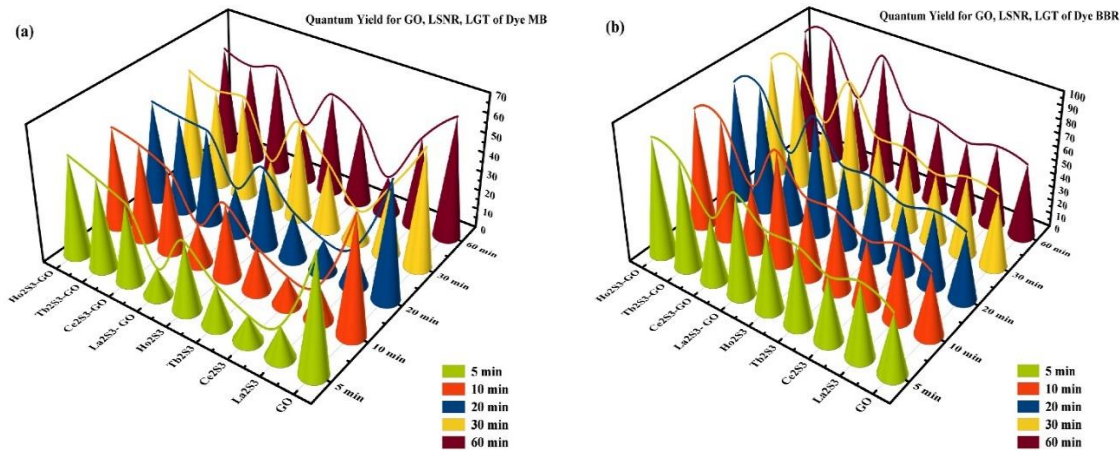 (a)
Quantum Yield for GO, LSNR, LGT of Dye MB
70
60
50
40
30
20
10
0
60 min
30 min
20 min
10 min
5 min
Ho2S3-GO
Tb2S3-GO
Ce2S3-GO
La2S3- GO
Ho2S3
Tb2S3
Ce2S3
La2S3
GO
5 min
10 min
20 min
30 min
60 min
(b)
Quantum Yield for GO, LSNR, LGT of Dye BBR
100
90
80
70
60
50
40
30
20
10
0
60 min
30 min
20 min
10 min
5 min
Ho2S3-GO
Tb2S3-GO
Ce2S3-GO
La2S3- GO
Ho2S3
Tb2S3
Ce2S3
La2S3
GO
5 min
10 min
20 min
30 min
60 min